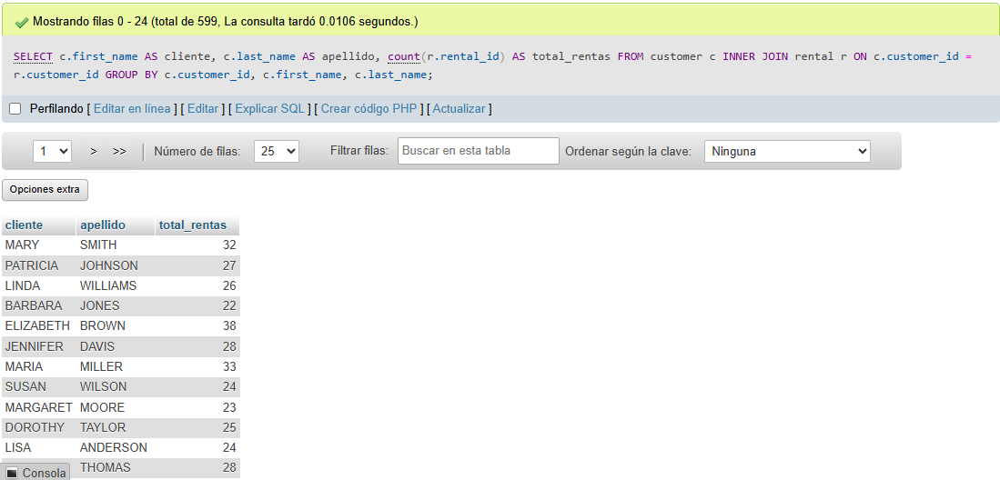 Mostrando filas 0 - 24 (total de 599, La consulta tardó 0.0106 segundos.)
SELECT c.first_name AS cliente, c.last_name AS apellido, count(r.rental_id) AS total_rentas FROM customer c INNER JOIN rental r ON c.customer_id =
r.customer_id GROUP BY c.customer_id, c.first_name, c.last_name;
Perfilando [ Editar en línea ] [ Editar ] [ Explicar SQL ] [ Crear código PHP ] [ Actualizar ]
1 > >> | Número de filas: 25 Filtrar filas: Buscar en esta tabla Ordenar según la clave: Ninguna
Opciones extra
cliente apellido total_rentas
MARY SMITH 32
PATRICIA JOHNSON 27
LINDA WILLIAMS 26
BARBARA JONES 22
ELIZABETH BROWN 38
JENNIFER DAVIS 28
MARIA MILLER 33
SUSAN WILSON 24
MARGARET MOORE 23
DOROTHY TAYLOR 25
LISA ANDERSON 24
THOMAS 28
Consola